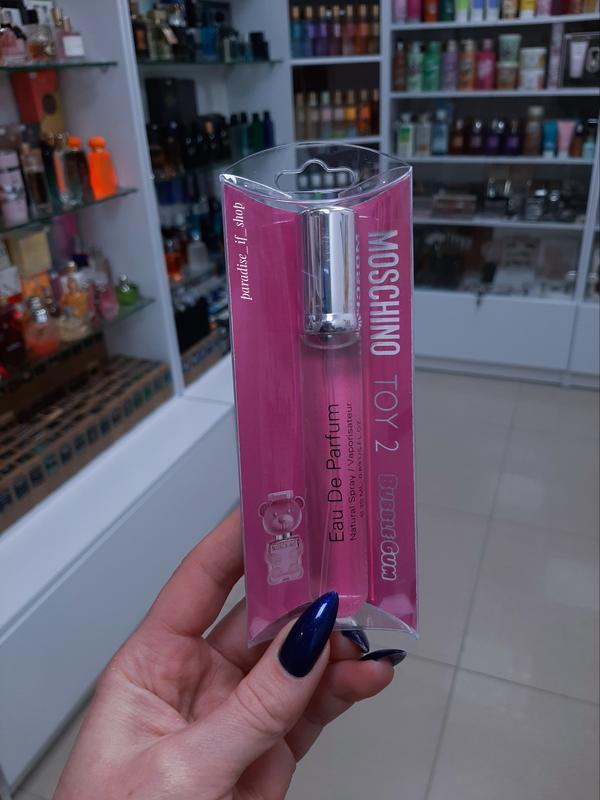 paradise_if_shop
MOSCHINO TOY 2 BUBBLE GUM
Eau De Parfum
Natural Spray / Vaporisateur